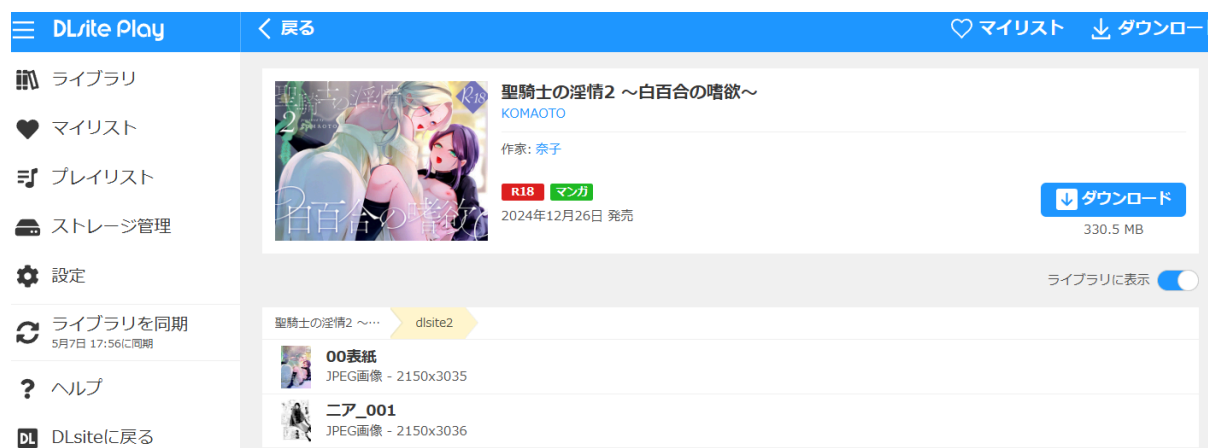 DLsite Play
戻る
マイリスト
ダウンロー
ライブラリ
マイリスト
プレイリスト
ストレージ管理
設定
ライブラリを同期
5月7日 17:56に同期
ヘルプ
DL
DLsiteに戻る
聖騎士の淫情
2
KOMAOTO
R-18
白百合の嗜欲
聖騎士の淫情2 ～白百合の嗜欲～
KOMAOTO
作家: 奈子
R18 マンガ
2024年12月26日 発売
ダウンロード
330.5 MB
ライブラリに表示
聖騎士の淫情2 ～… dlsite2
00表紙
JPEG画像 - 2150x3035
二ア_001
JPEG画像 - 2150x3036